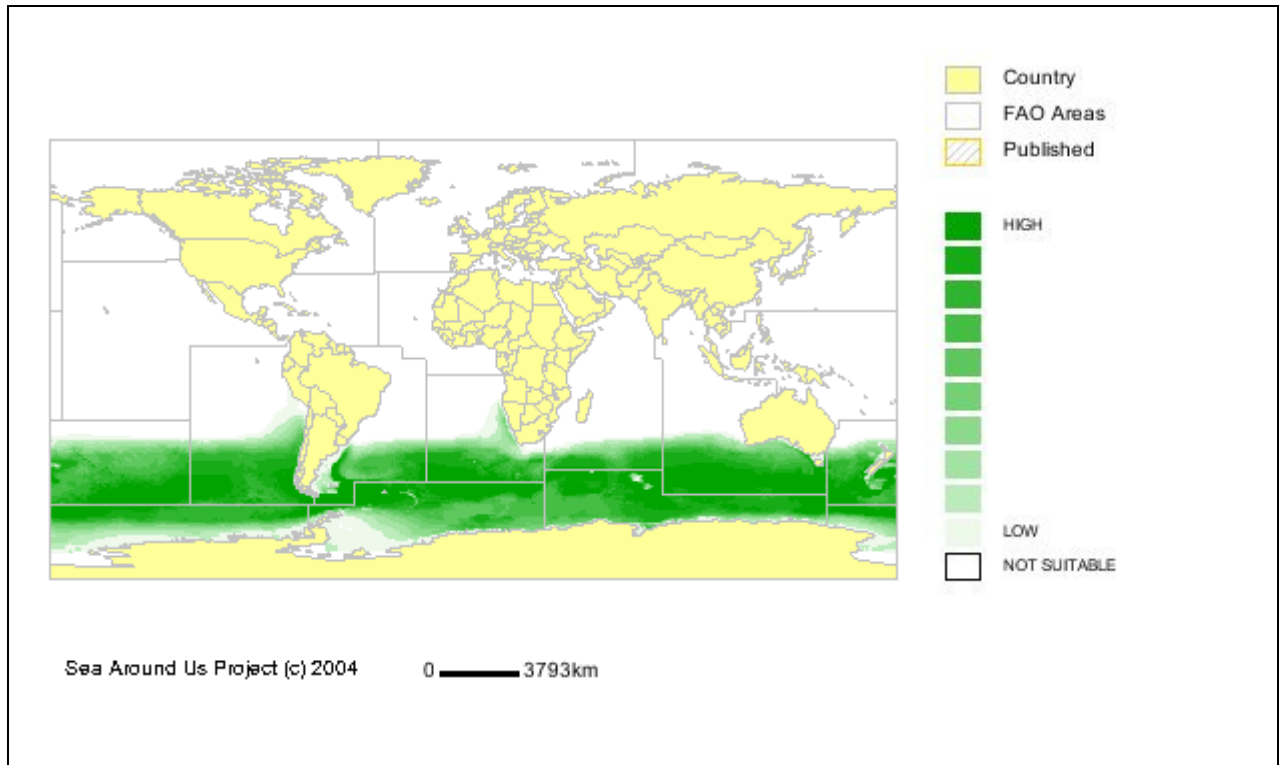 Country
FAO Areas
Published
HIGH
LOW
NOT SUITABLE
Sea Around Us Project (c) 2004
0 3793km